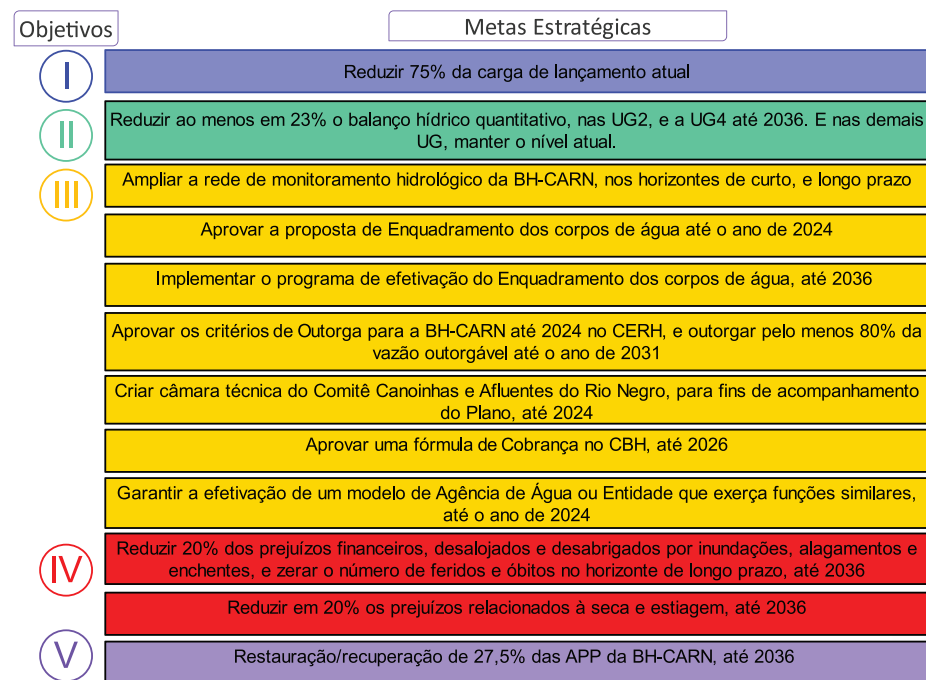 Objetivos
Metas Estratégicas
I
Reduzir 75% da carga de lançamento atual
II
Reduzir ao menos em 23% o balanço hídrico quantitativo, nas UG2, e a UG4 até 2036. E nas demais
UG, manter o nível atual.
III
Ampliar a rede de monitoramento hidrológico da BH-CARN, nos horizontes de curto, e longo prazo
Aprovar a proposta de Enquadramento dos corpos de água até o ano de 2024
Implementar o programa de efetivação do Enquadramento dos corpos de água, até 2036
Aprovar os critérios de Outorga para a BH-CARN até 2024 no CERH, e outorgar pelo menos 80% da
vazão outorgável até o ano de 2031
Criar câmara técnica do Comitê Canoinhas e Afluentes do Rio Negro, para fins de acompanhamento
do Plano, até 2024
Aprovar uma fórmula de Cobrança no CBH, até 2026
Garantir a efetivação de um modelo de Agência de Água ou Entidade que exerça funções similares,
até o ano de 2024
IV
Reduzir 20% dos prejuízos financeiros, desalojados e desabrigados por inundações, alagamentos e
enchentes, e zerar o número de feridos e óbitos no horizonte de longo prazo, até 2036
Reduzir em 20% os prejuízos relacionados à seca e estiagem, até 2036
V
Restauração/recuperação de 27,5% das APP da BH-CARN, até 2036